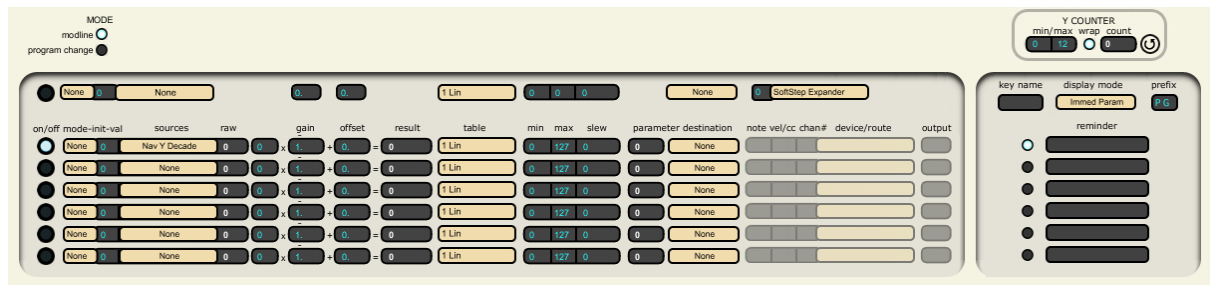 MODE
modline
program change
Y COUNTER
min/max wrap count
0 12 0
None 0 None 0. 0. 1 Lin 0 0 0 None 0 SoftStep Expander
on/off mode-init-val sources raw gain offset result table min max slew parameter destination note vel/cc chan# device/route output
None 0 Nav Y Decade 0 0 x 1. + 0. = 0 1 Lin 0 127 0 0 None
None 0 None 0 0 x 1. + 0. = 0 1 Lin 0 127 0 0 None
None 0 None 0 0 x 1. + 0. = 0 1 Lin 0 127 0 0 None
None 0 None 0 0 x 1. + 0. = 0 1 Lin 0 127 0 0 None
None 0 None 0 0 x 1. + 0. = 0 1 Lin 0 127 0 0 None
None 0 None 0 0 x 1. + 0. = 0 1 Lin 0 127 0 0 None
key name display mode prefix
Immed Param PG
reminder